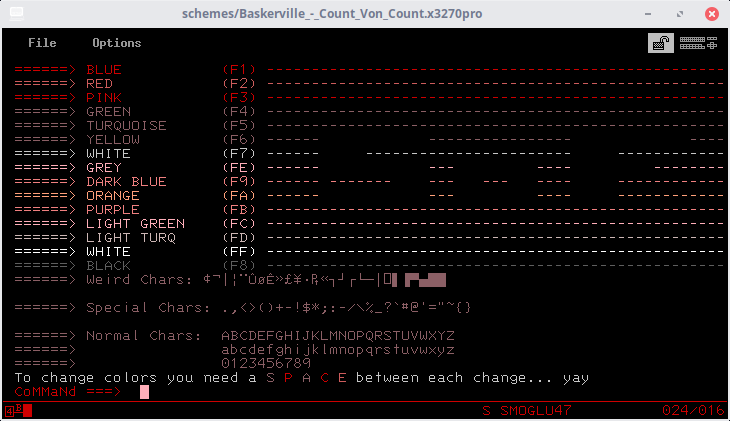 schemes/Baskerville_-_Count_Von_Count.x3270pro
File Options
======> BLUE (F1) --------------------------------------------------------
======> RED (F2) --------------------------------------------------------
======> PINK (F3) --------------------------------------------------------
======> GREEN (F4) --------------------------------------------------------
======> TURQUOISE (F5) --------------------------------------------------------
======> YELLOW (F6) --------------------------------------------------------
======> WHITE (F7) ------ ------ --- --- ------
======> GREY (FE) ------ --- ------ --------
======> DARK BLUE (F9) ------ --- --- --- ------
======> ORANGE (FA) --------------------------------------------------------
======> PURPLE (FB) --------------------------------------------------------
======> LIGHT GREEN (FC) --------------------------------------------------------
======> LIGHT TURQ (FD) --------------------------------------------------------
======> WHITE (FF) --------------------------------------------------------
======> BLACK (F8)
======> Weird Chars:
======> Special Chars: .,<>()+-!$*;:-/\%_?`#@'="~{}
======> Normal Chars: ABCDEFGHIJKLMNOPQRSTUVWXYZ
======> abcdefghijklmnopqrstuvwxyz
======> 0123456789
To change colors you need a S P A C E between each change... yay
CoMMaNd ===>
S SMOGLU47 024/016